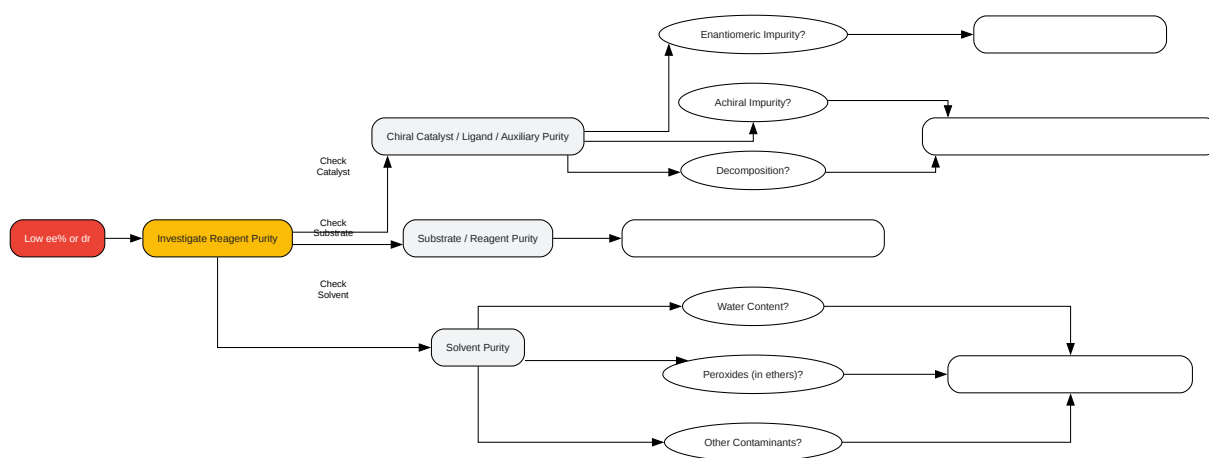 Enantiomeric Impurity?
Achiral Impurity?
Chiral Catalyst / Ligand / Auxiliary Purity
Decomposition?
Check
Catalyst
Check
Substrate
Low ee% or dr
Investigate Reagent Purity
Substrate / Reagent Purity
Check
Solvent
Water Content?
Solvent Purity
Peroxides (in ethers)?
Other Contaminants?